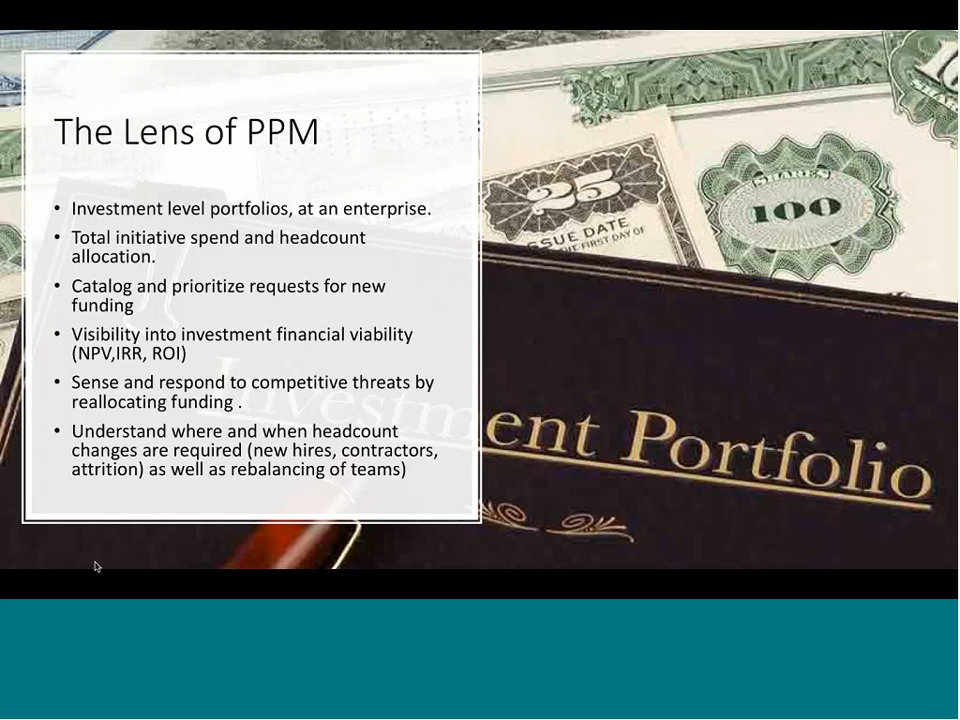 The Lens of PPM
• Investment level portfolios, at an enterprise.
• Total initiative spend and headcount
allocation.
• Catalog and prioritize requests for new
funding
• Visibility into investment financial viability
(NPV,IRR, ROI)
• Sense and respond to competitive threats by
reallocating funding .
• Understand where and when headcount
changes are required (new hires, contractors,
attrition) as well as rebalancing of teams)
25
ISSUE DATE
THE FIRST DAY OF
SHARES
100
SHARES
Investment Portfolio